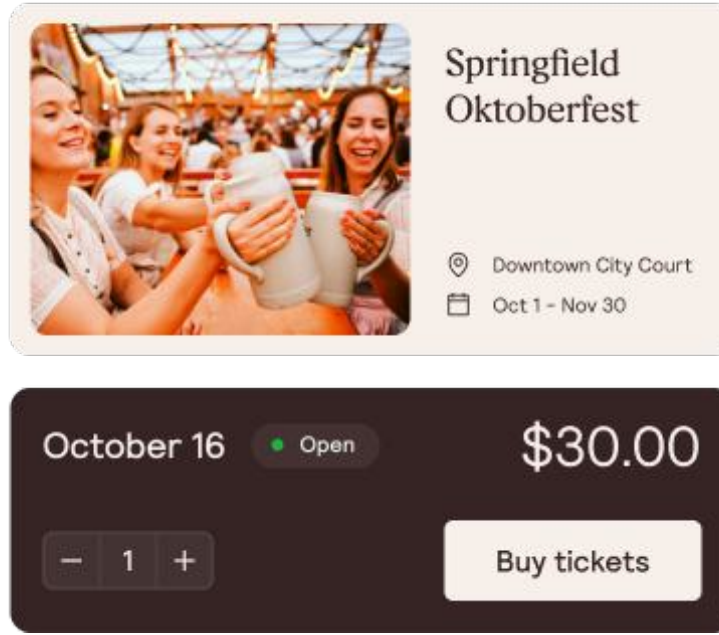 Springfield
Oktoberfest
Downtown City Court
Oct 1 - Nov 30
October 16 Open $30.00
1 Buy tickets